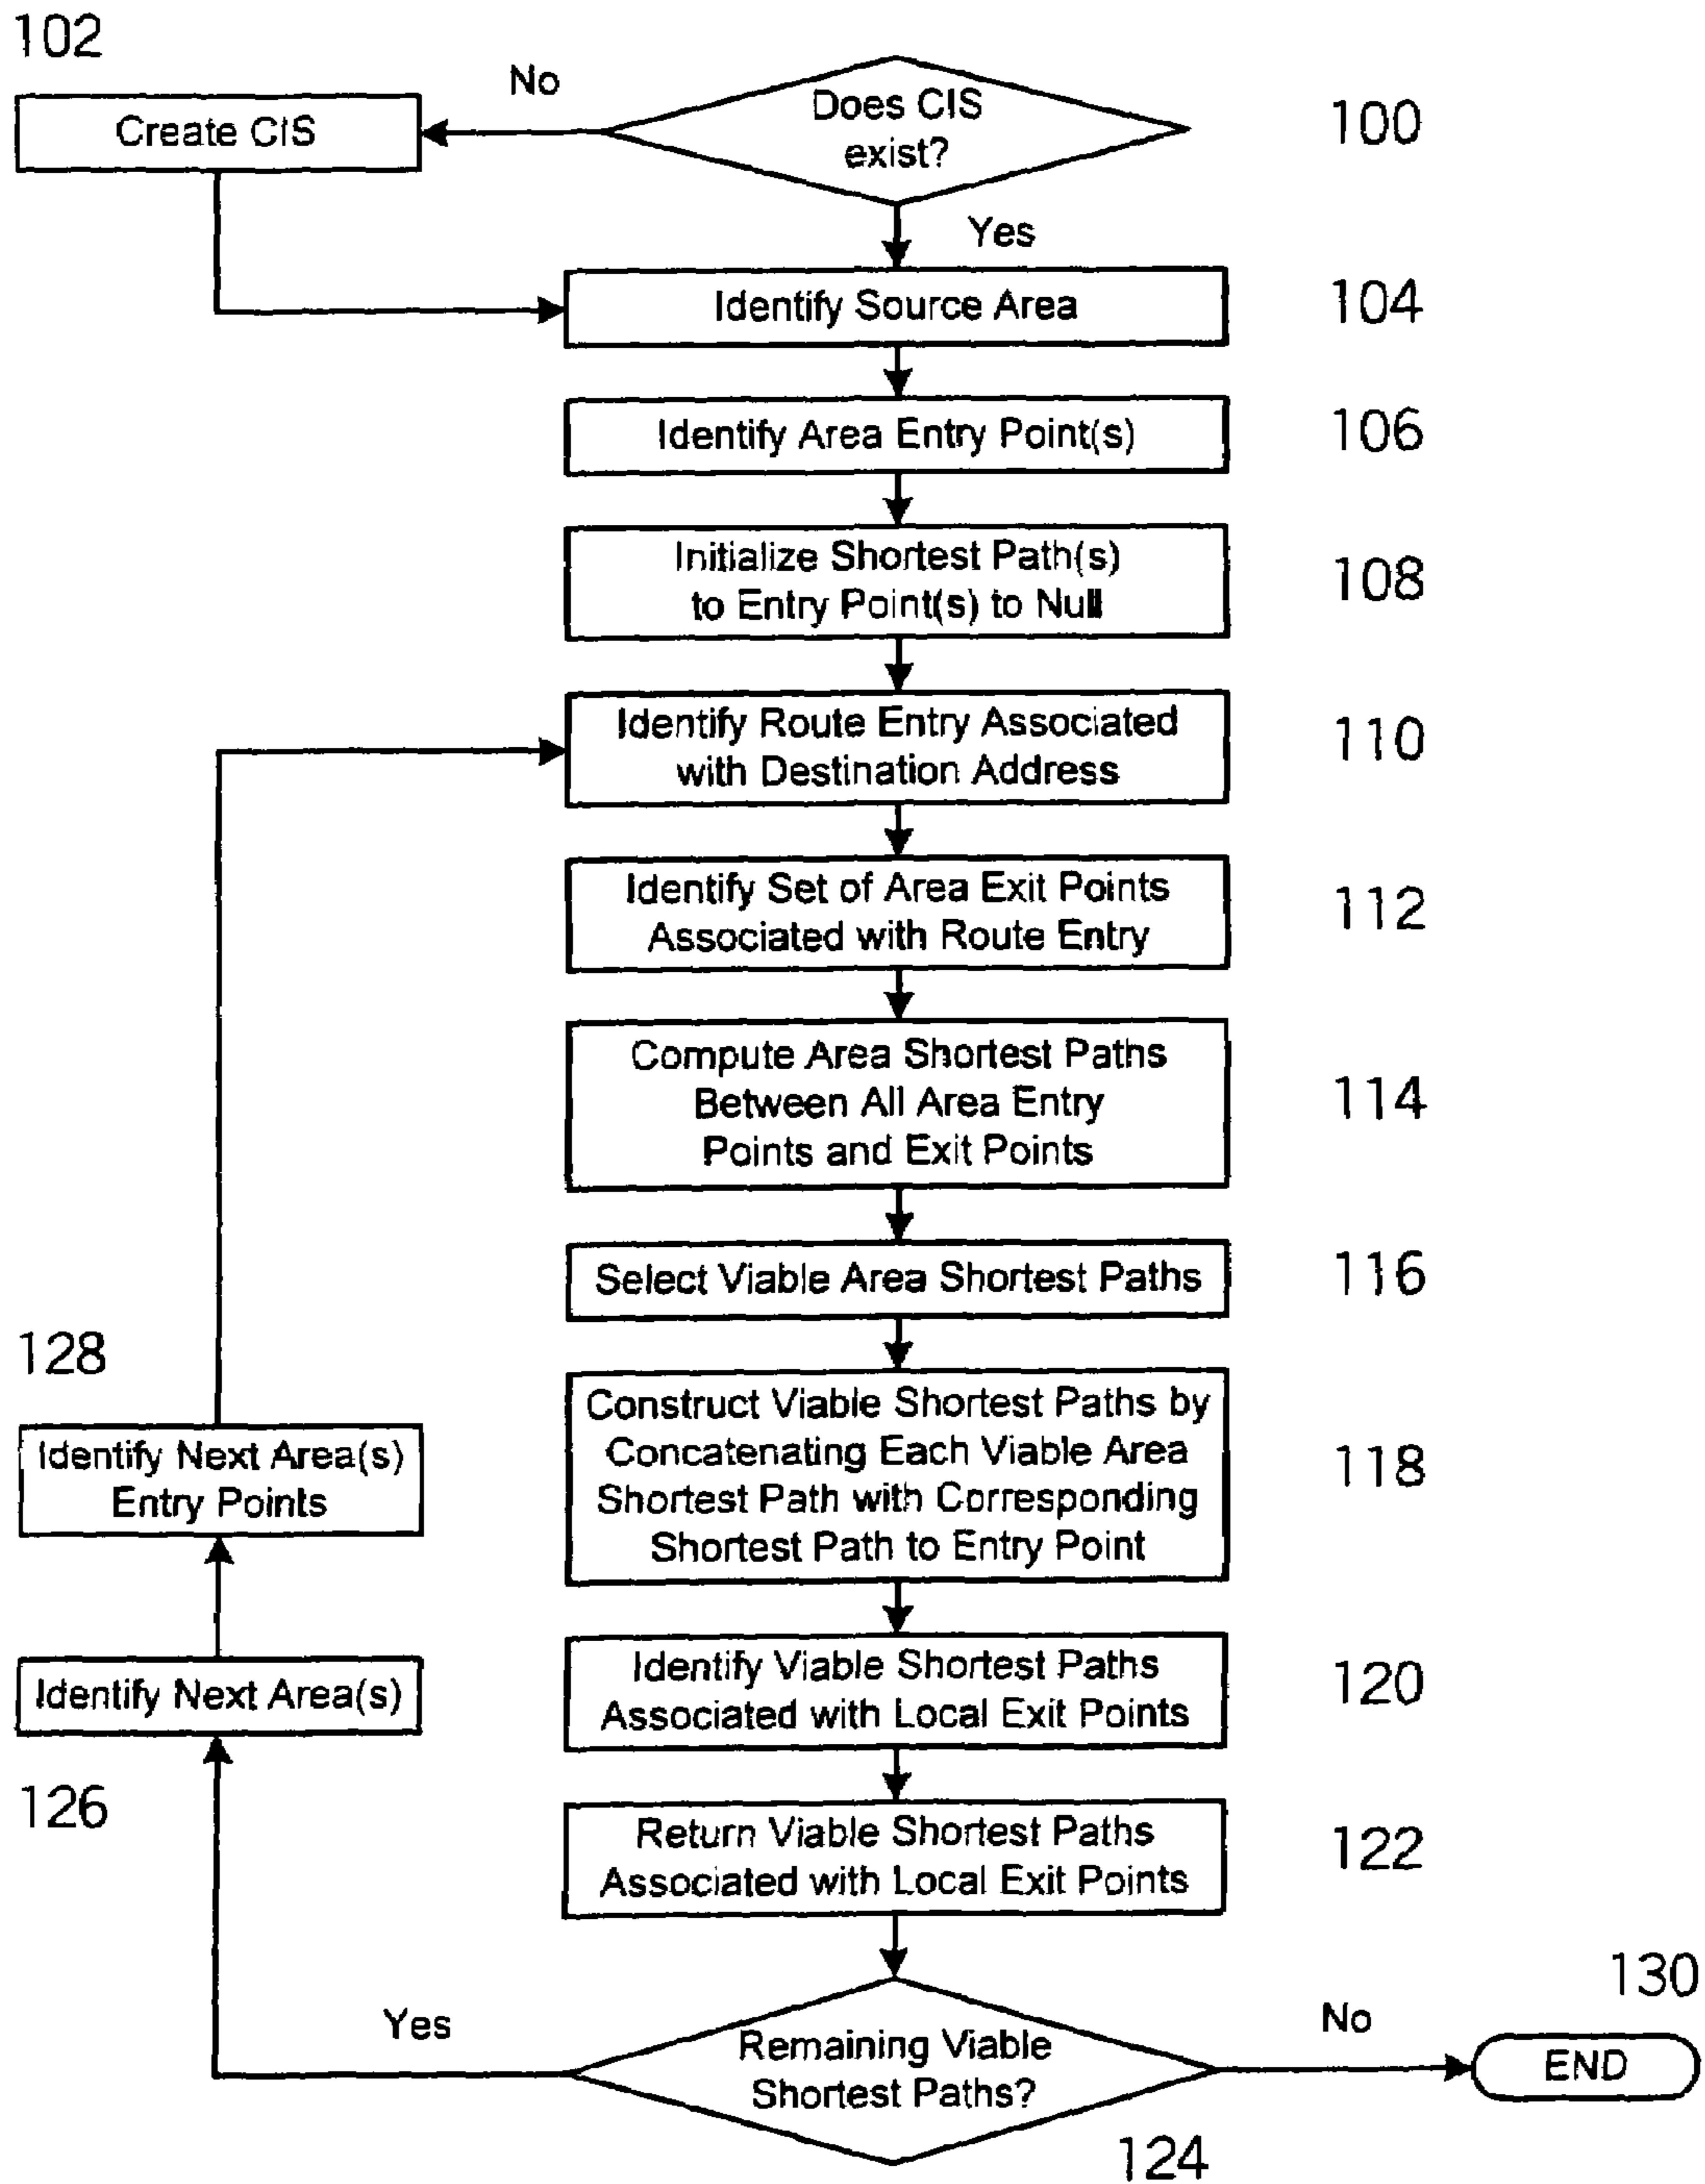 102
No
Does CIS
exist?
100
Create CIS
Yes
Identify Source Area
104
Identify Area Entry Point(s)
106
Initialize Shortest Path(s)
to Entry Point(s) to Null
108
Identify Route Entry Associated
with Destination Address
110
Identify Set of Area Exit Points
Associated with Route Entry
112
Compute Area Shortest Paths
Between All Area Entry
Points and Exit Points
114
Select Viable Area Shortest Paths
116
Construct Viable Shortest Paths by
Concatenating Each Viable Area
Shortest Path with Corresponding
Shortest Path to Entry Point
118
128
Identify Next Area(s)
Entry Points
Identify Viable Shortest Paths
Associated with Local Exit Points
120
Identify Next Area(s)
126
Return Viable Shortest Paths
Associated with Local Exit Points
122
Yes
Remaining Viable
Shortest Paths?
No
130
END
124